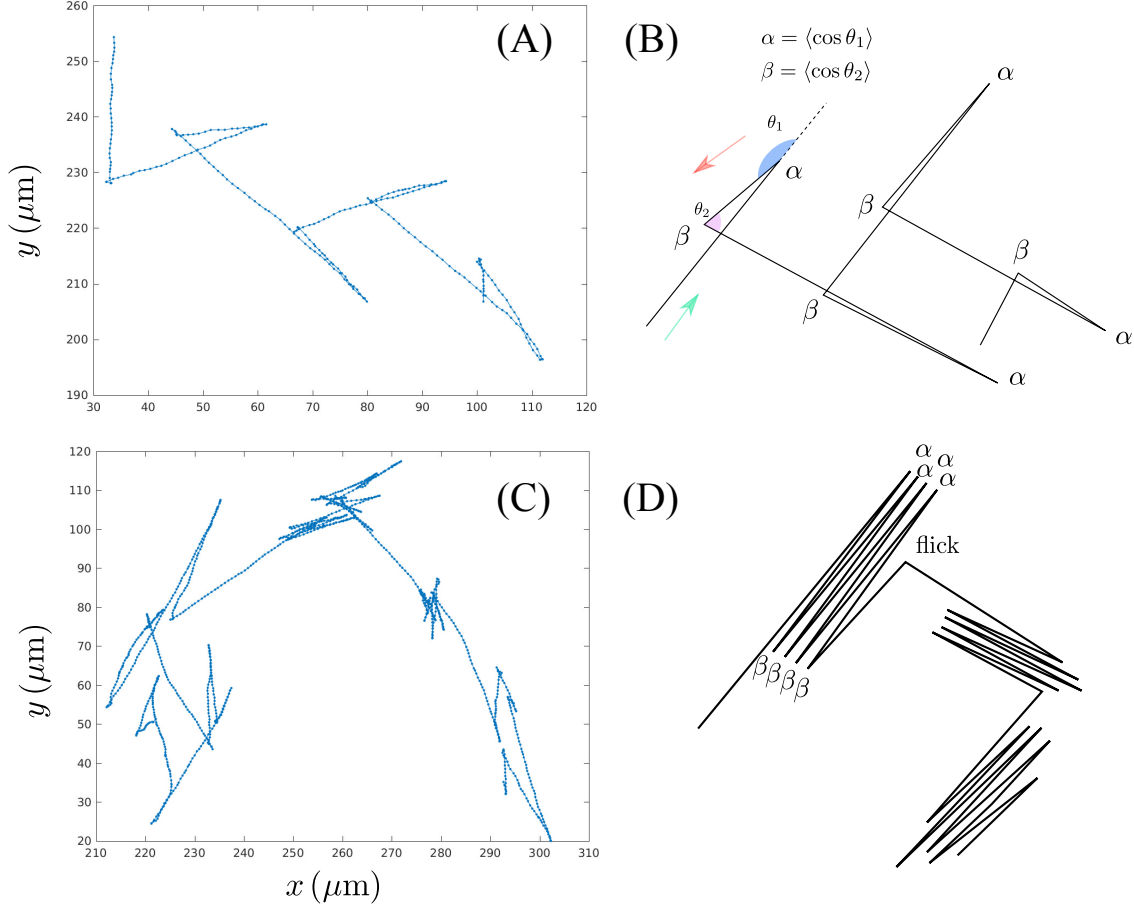 (A)
260
250
240
230
220
210
200
190
30 40 50 60 70 80 90 100 110 120
y (μm)
(B)
α = ⟨cos θ₁⟩
β = ⟨cos θ₂⟩
θ₁
α
θ₂
β
α
β
β
β
α
α
(C)
120
110
100
90
80
70
60
50
40
30
20
210 220 230 240 250 260 270 280 290 300 310
y (μm)
x (μm)
(D)
α
α α
α
flick
β β β β